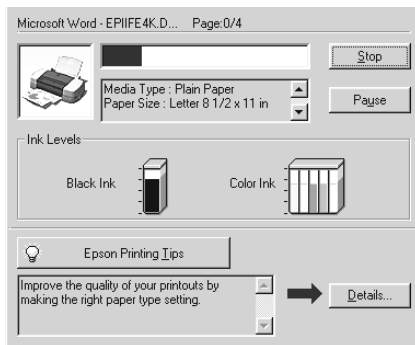 Microsoft Word - EPIIFE4K.D... Page:0/4
Stop
Media Type : Plain Paper
Paper Size : Letter 8 1/2 x 11 in
Pause
Ink Levels
Black Ink
Color Ink
Epson Printing Tips
Improve the quality of your printouts by
making the right paper type setting.
Details...